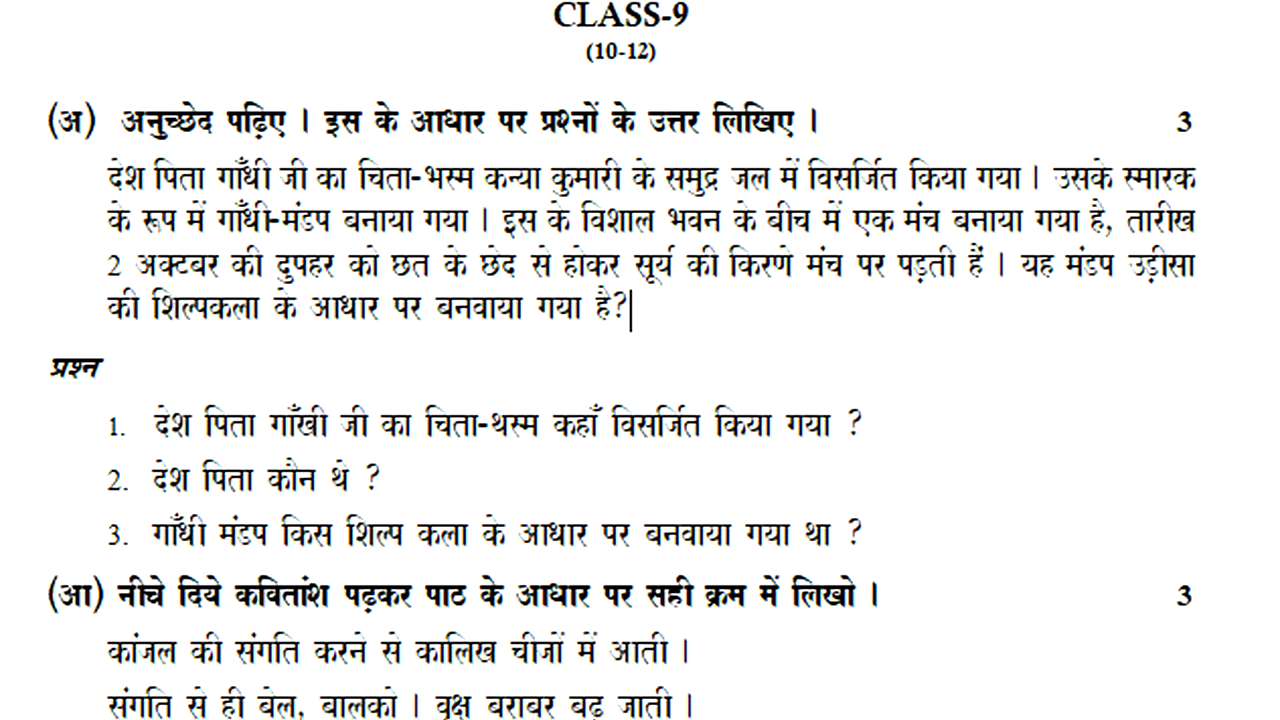 CLASS-9
(10-12)
(अ) अनुच्छेद पढ़िए । इस के आधार पर प्रश्नों के उत्तर लिखिए । 3
देश पिता गाँधी जी का चिता-भस्म कन्या कुमारी के समुद्र जल में विसर्जित किया गया । उसके स्मारक
के रूप में गाँधी-मंडप बनाया गया । इस के विशाल भवन के बीच में एक मंच बनाया गया है, तारीख
2 अक्टबर की दुपहर को छत के छेद से होकर सूर्य की किरणे मंच पर पड़ती हैं । यह मंडप उड़ीसा
की शिल्पकला के आधार पर बनवाया गया है?
प्रश्न
1. देश पिता गाँखी जी का चिता-थस्म कहाँ विसर्जित किया गया ?
2. देश पिता कौन थे ?
3. गाँधी मंडप किस शिल्प कला के आधार पर बनवाया गया था ?
(आ) नीचे दिये कवितांश पढ़कर पाठ के आधार पर सही क्रम में लिखो । 3
कांजल की संगति करने से कालिख चीजों में आती ।
संगति से ही बेल, बालको । वृक्ष बराबर बढ़ जाती ।